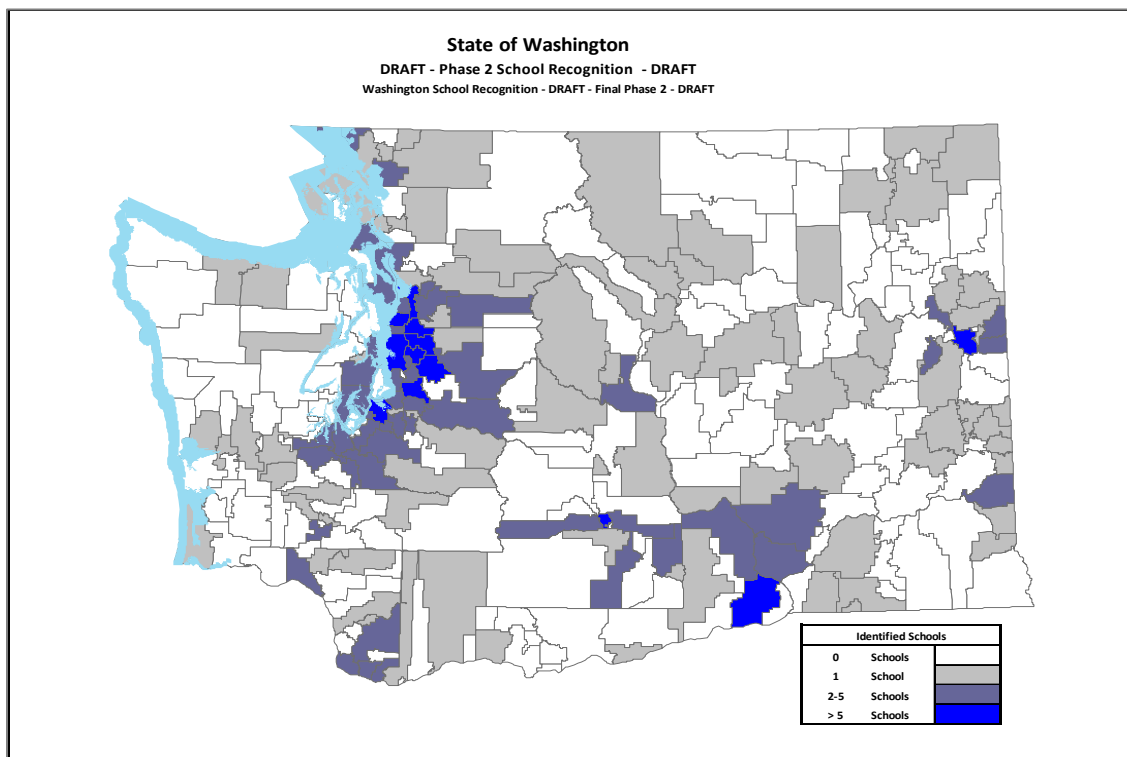 State of Washington
DRAFT - Phase 2 School Recognition - DRAFT
Washington School Recognition - DRAFT - Final Phase 2 - DRAFT
Identified Schools
0 Schools
1 School
2-5 Schools
> 5 Schools